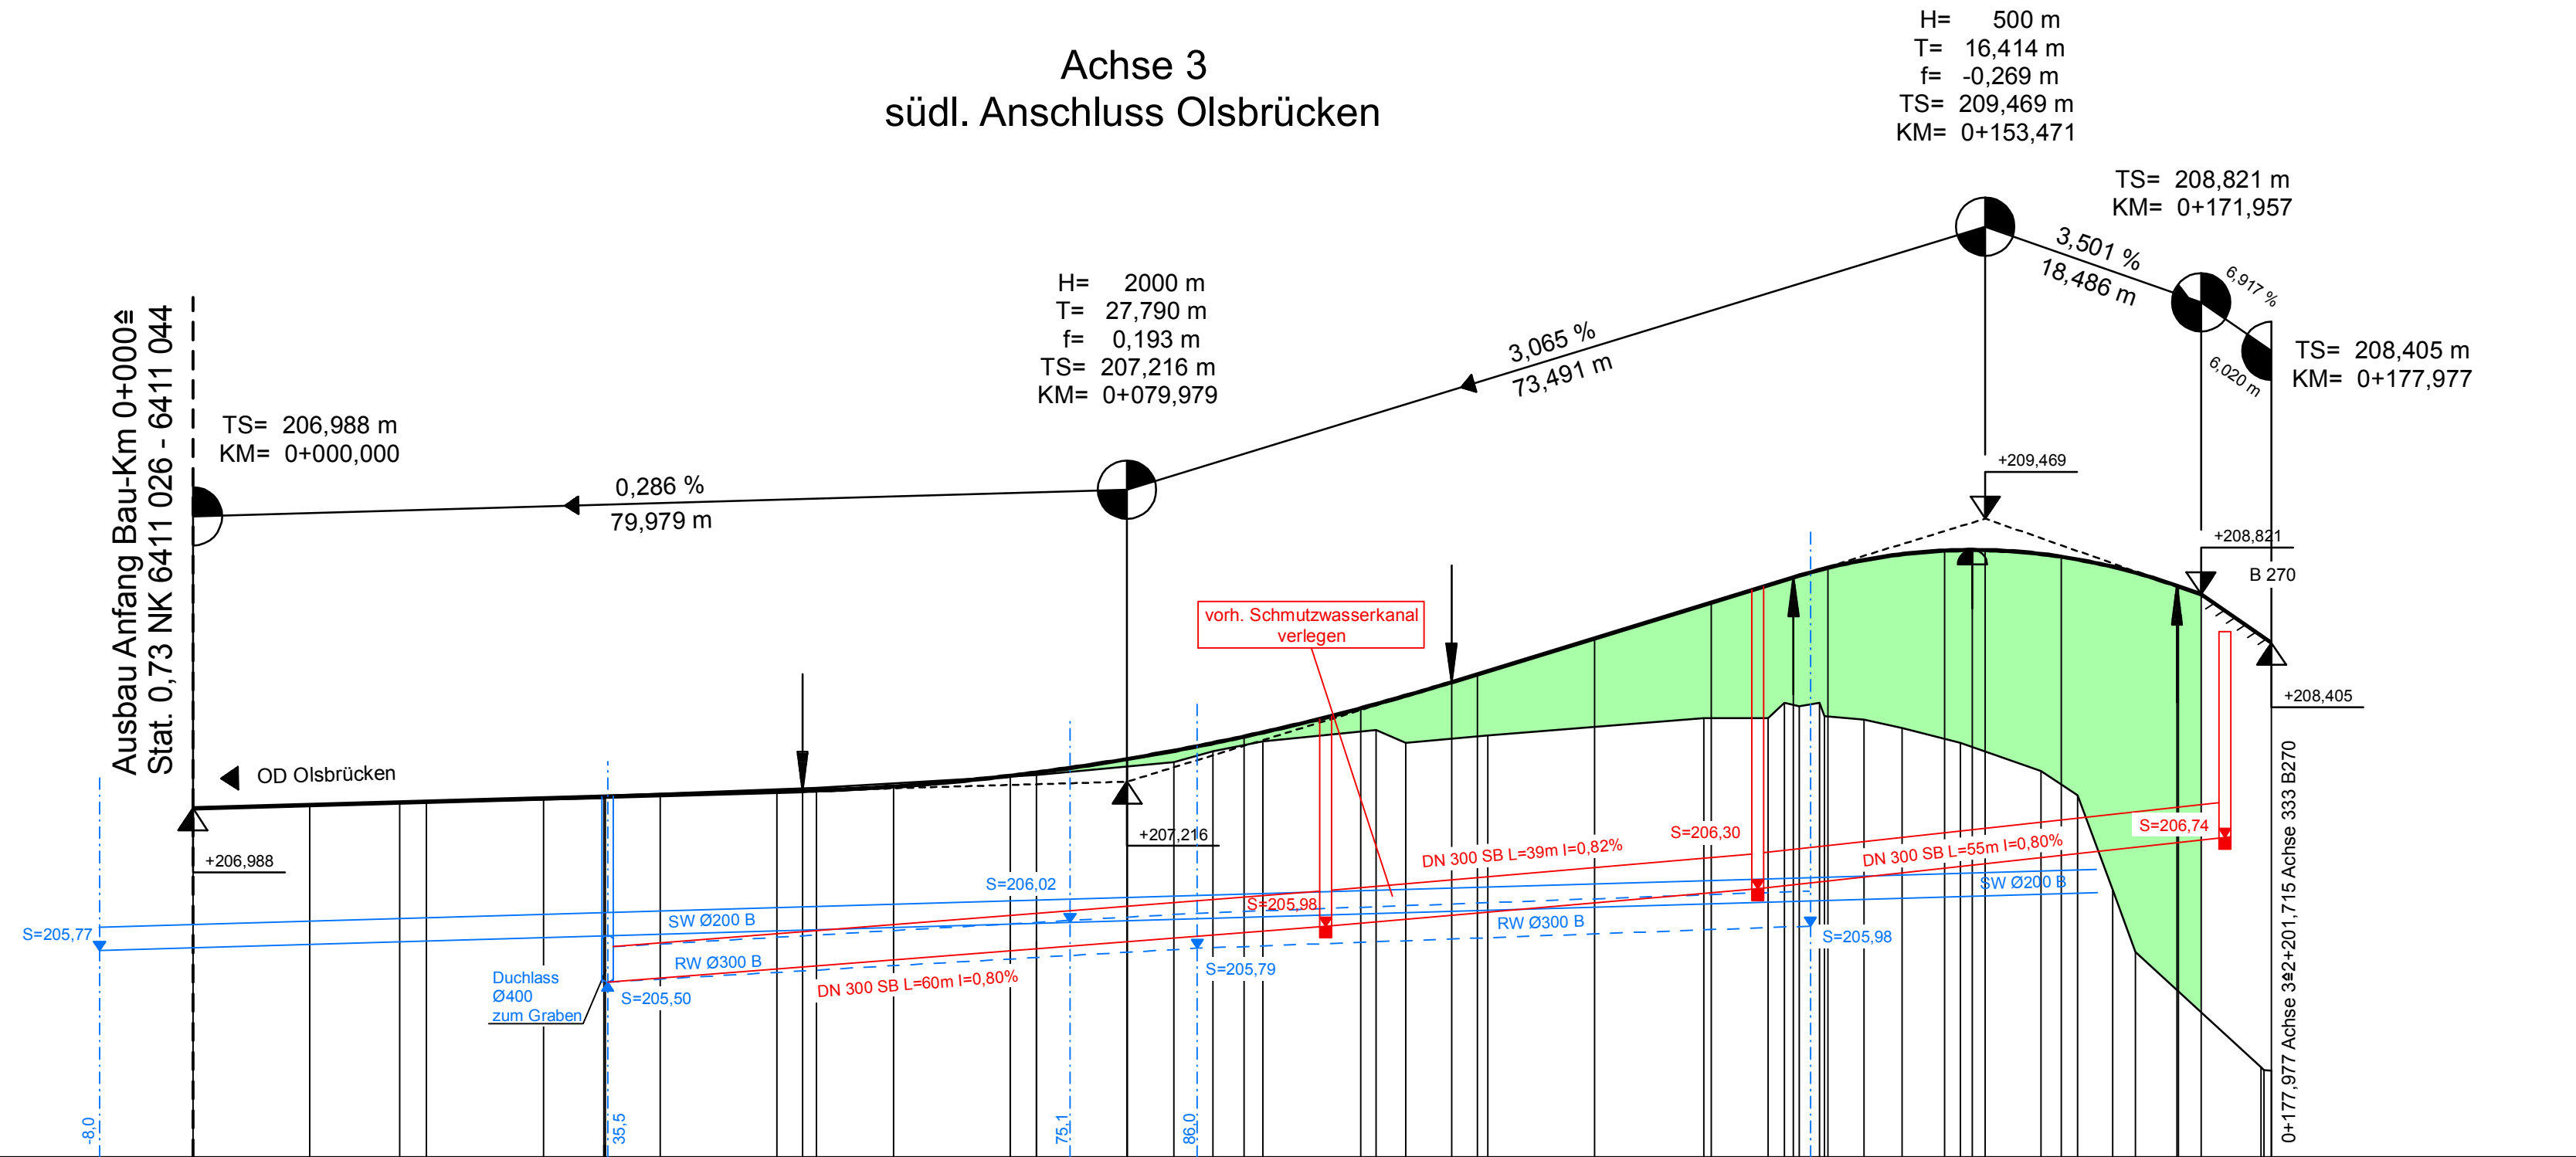 Achse 3
südl. Anschluss Olsbrücken
H= 500 m
T= 16,414 m
f= -0,269 m
TS= 209,469 m
KM= 0+153,471
TS= 208,821 m
KM= 0+171,957
3,501 %
18,486 m
6,917 %
6,020 m
TS= 208,405 m
KM= 0+177,977
H= 2000 m
T= 27,790 m
f= 0,193 m
TS= 207,216 m
KM= 0+079,979
3,065 %
73,491 m
Ausbau Anfang Bau-Km 0+000≙
Stat. 0,73 NK 6411 026 - 6411 044
TS= 206,988 m
KM= 0+000,000
0,286 %
79,979 m
+209,469
+208,821
B 270
+208,405
vorh. Schmutzwasserkanal
verlegen
OD Olsbrücken
+206,988
+207,216
S=206,30
S=206,74
DN 300 SB L=39m I=0,82%
DN 300 SB L=55m I=0,80%
S=206,02
SW Ø200 B
S=205,98
SW Ø200 B
S=205,77
RW Ø300 B
RW Ø300 B
S=205,98
S=205,79
DN 300 SB L=60m I=0,80%
Duchlass
Ø400
zum Graben
S=205,50
-8,0
35,5
75,1
86,0
0+177,977 Achse 3≙2+201,715 Achse 333 B270